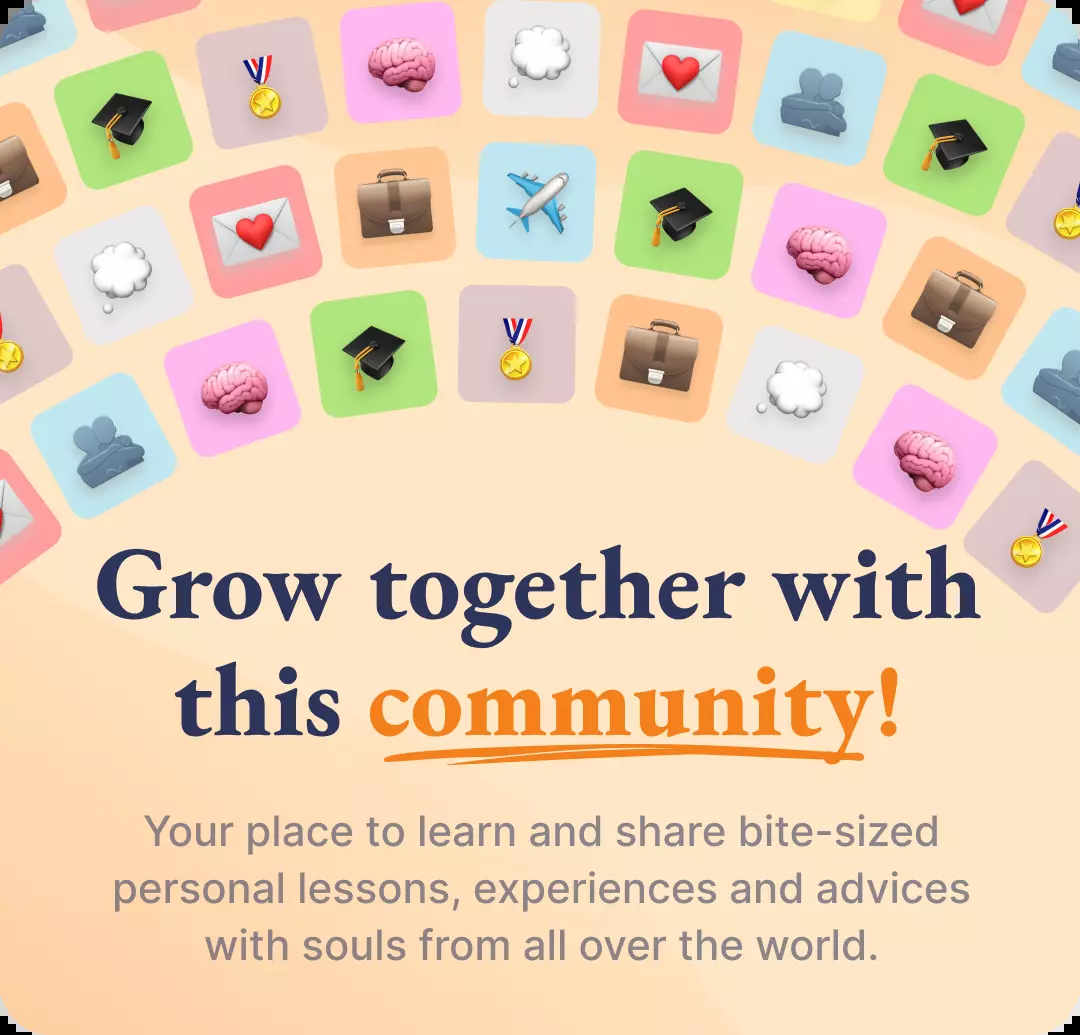 Grow together with
this community!
Your place to learn and share bite-sized
personal lessons, experiences and advices
with souls from all over the world.